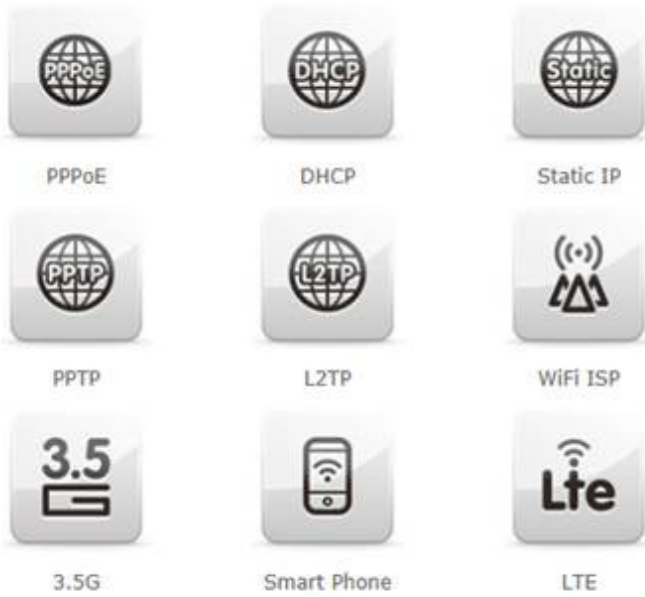 PPPoE DHCP Static
PPPoE DHCP Static IP
PPTP L2TP
PPTP L2TP WiFi ISP
3.5
G Lte
3.5G Smart Phone LTE